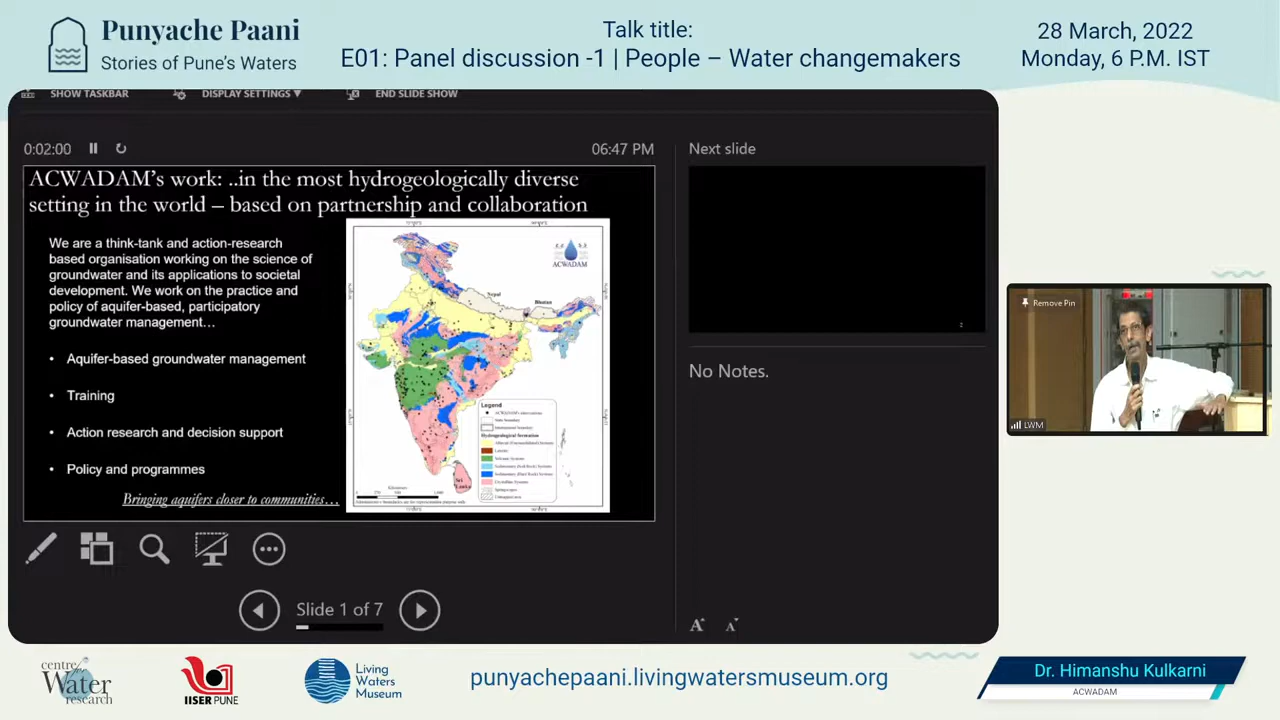 Punyache Paani
Stories of Pune's Waters
Talk title:
E01: Panel discussion -1 | People – Water changemakers
28 March, 2022
Monday, 6 P.M. IST
SHOW TASKBAR
DISPLAY SETTINGS ▼
END SLIDE SHOW
0:02:00
06:47 PM
ACWADAM's work: ..in the most hydrogeologically diverse
setting in the world – based on partnership and collaboration
We are a think-tank and action-research
based organisation working on the science of
groundwater and its applications to societal
development. We work on the practice and
policy of aquifer-based, participatory
groundwater management…
• Aquifer-based groundwater management
• Training
• Action research and decision support
• Policy and programmes
Bringing aquifers closer to communities…
ACWADAM
Nepal
Bhutan
Sri
Lanka
Legend
Next slide
No Notes.
Slide 1 of 7
Remove Pin
LWM
centre
Water
research
IISER PUNE
Living
Waters
Museum
punyachepaani.livingwatersmuseum.org
Dr. Himanshu Kulkarni
ACWADAM